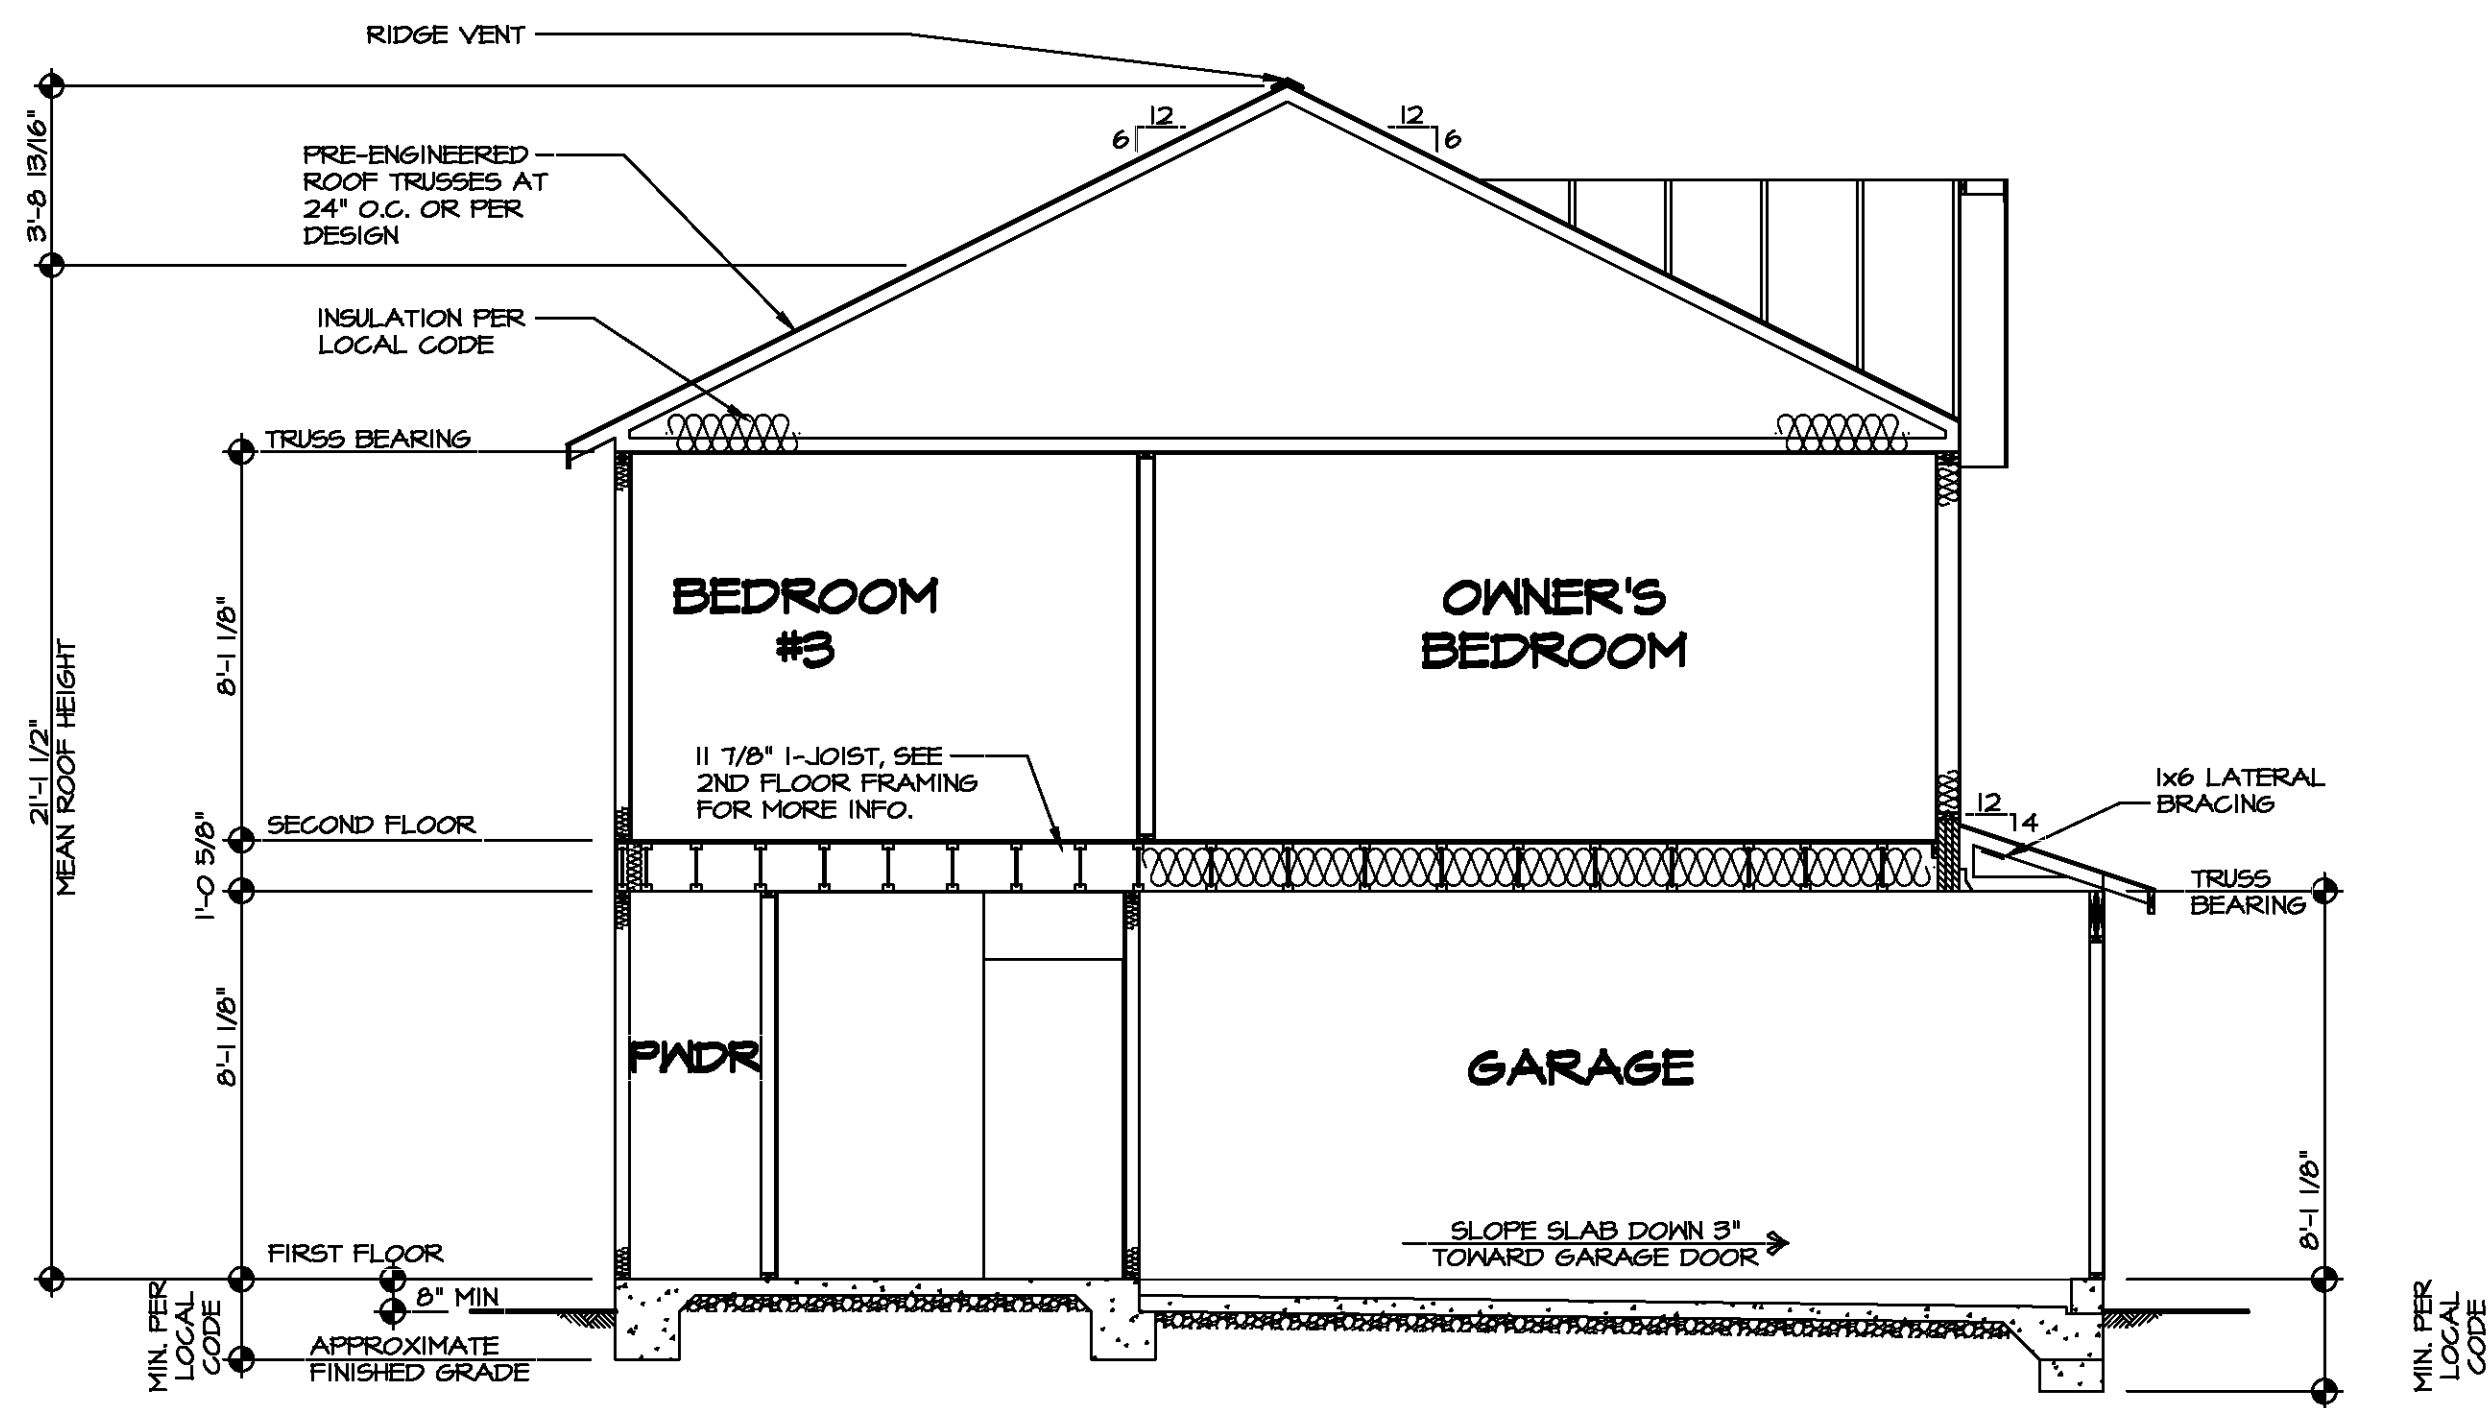 RIDGE VENT
12
6
12
6
3'-8 13/16"
PRE-ENGINEERED
ROOF TRUSSES AT
24" O.C. OR PER
DESIGN
INSULATION PER
LOCAL CODE
TRUSS BEARING
BEDROOM
#3
OWNER'S
BEDROOM
8'-1 1/8"
21'-1 1/2"
MEAN ROOF HEIGHT
11 7/8" I-JOIST, SEE
2ND FLOOR FRAMING
FOR MORE INFO.
1x6 LATERAL
BRACING
12
14
SECOND FLOOR
1'-0 5/8"
TRUSS
BEARING
8'-1 1/8"
PWDR
GARAGE
8'-1 1/8"
SLOPE SLAB DOWN 3"
TOWARD GARAGE DOOR
FIRST FLOOR
8" MIN
MIN. PER
LOCAL
CODE
APPROXIMATE
FINISHED GRADE
MIN. PER
LOCAL
CODE